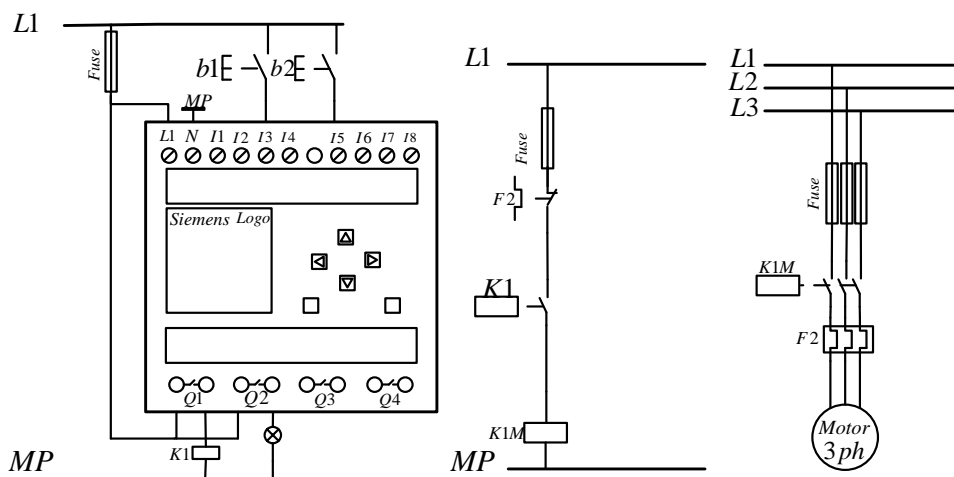 L1
Fuse
b1
b2
MP
L1 N I1 I2 I3 I4 I5 I6 I7 I8
Siemens Logo
Q1 Q2 Q3 Q4
K1
MP
L1
Fuse
F2
K1
K1M
MP
L1
L2
L3
Fuse
K1M
F2
Motor
3ph